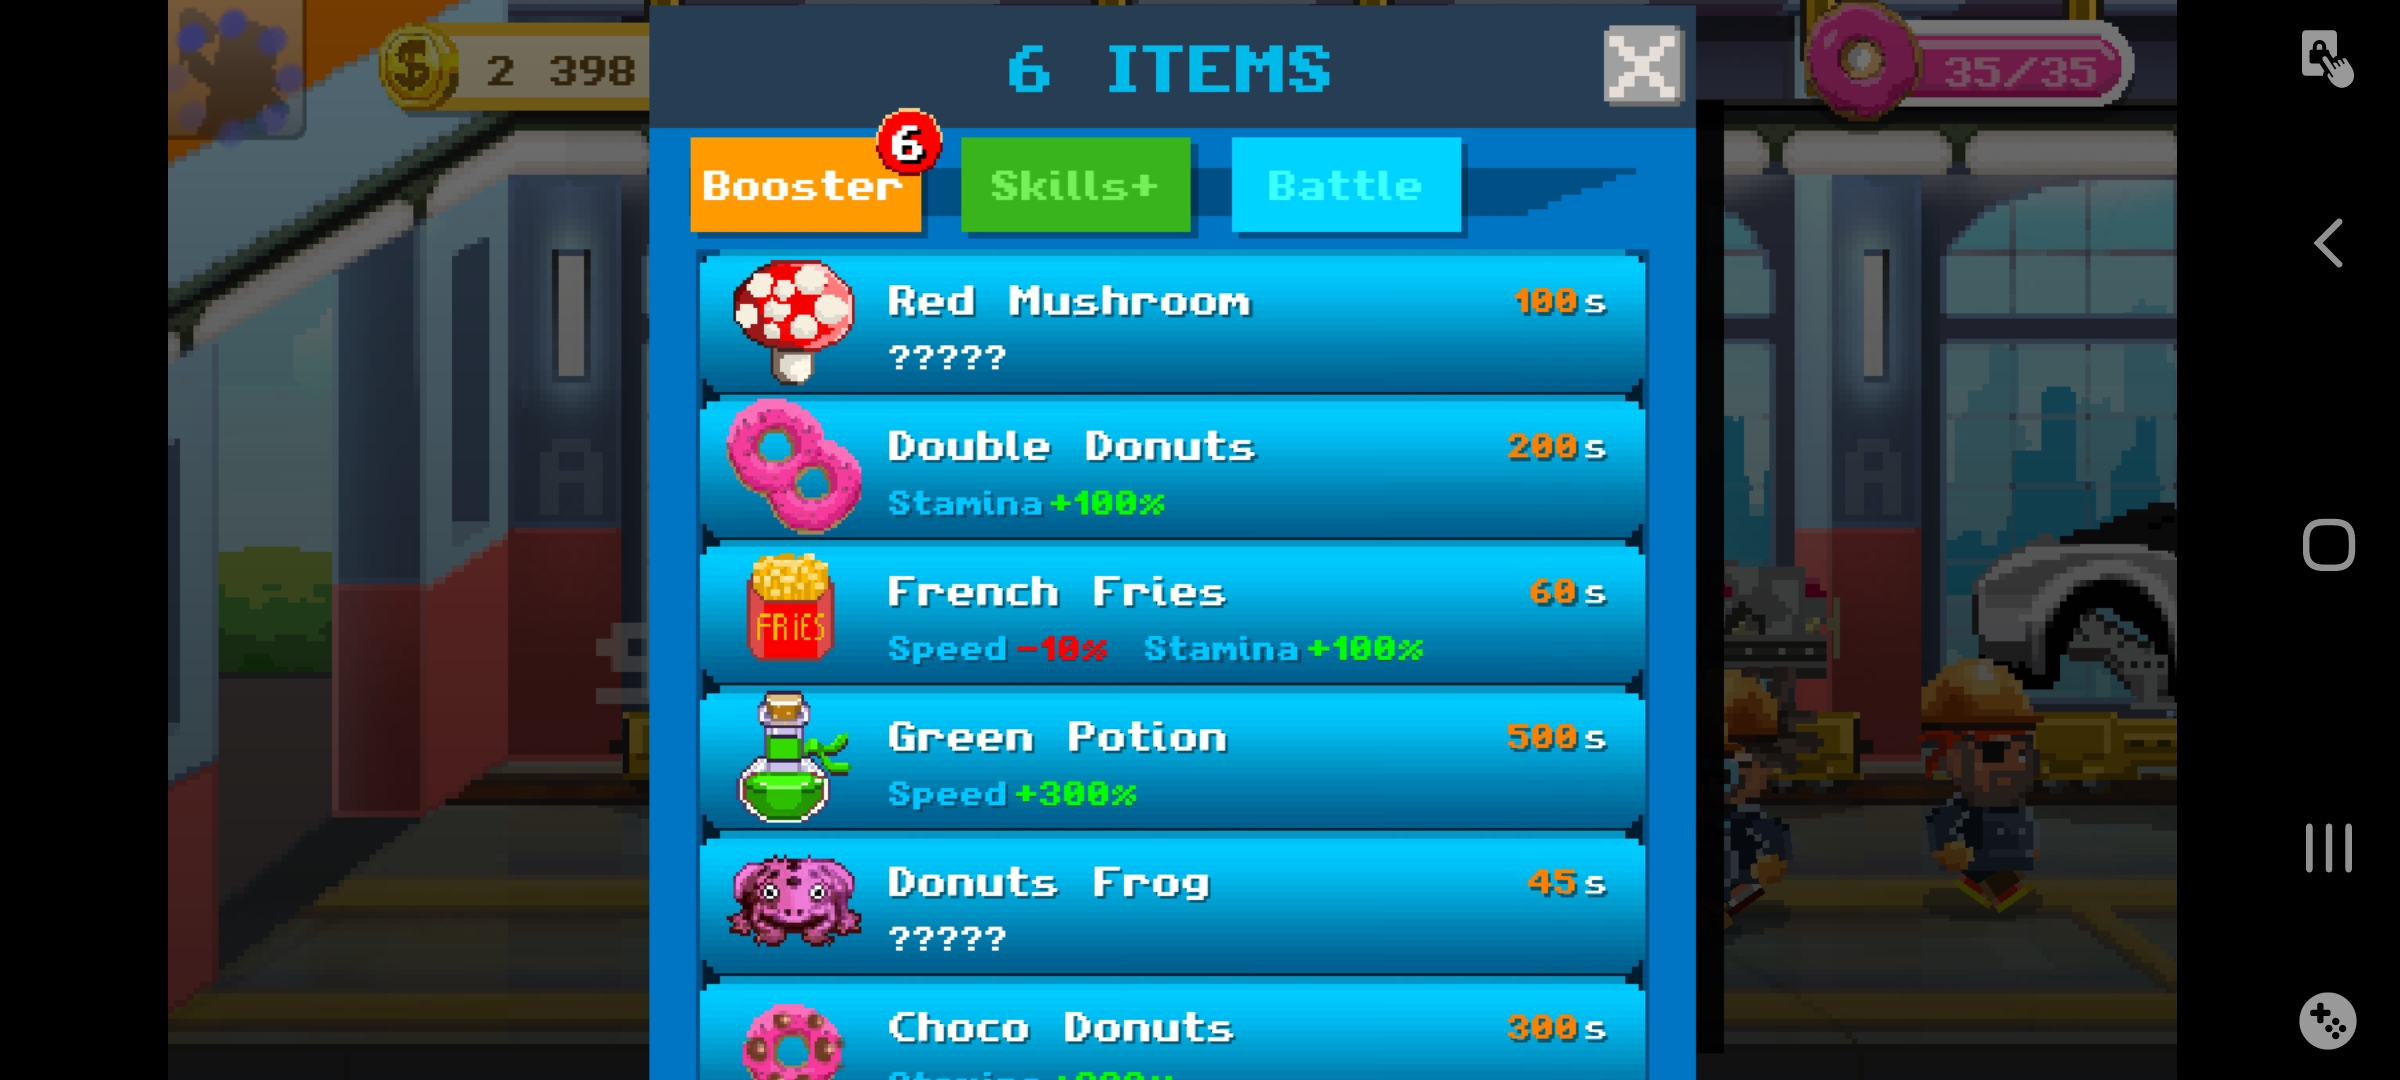 2 398
6 ITEMS
35/35
6
Booster
Skills+
Battle
Red Mushroom 100s
?????
Double Donuts 200s
Stamina +100%
French Fries 60s
FRIES
Speed -10% Stamina +100%
Green Potion 500s
Speed +300%
Donuts Frog 45s
?????
Choco Donuts 300s
A
A